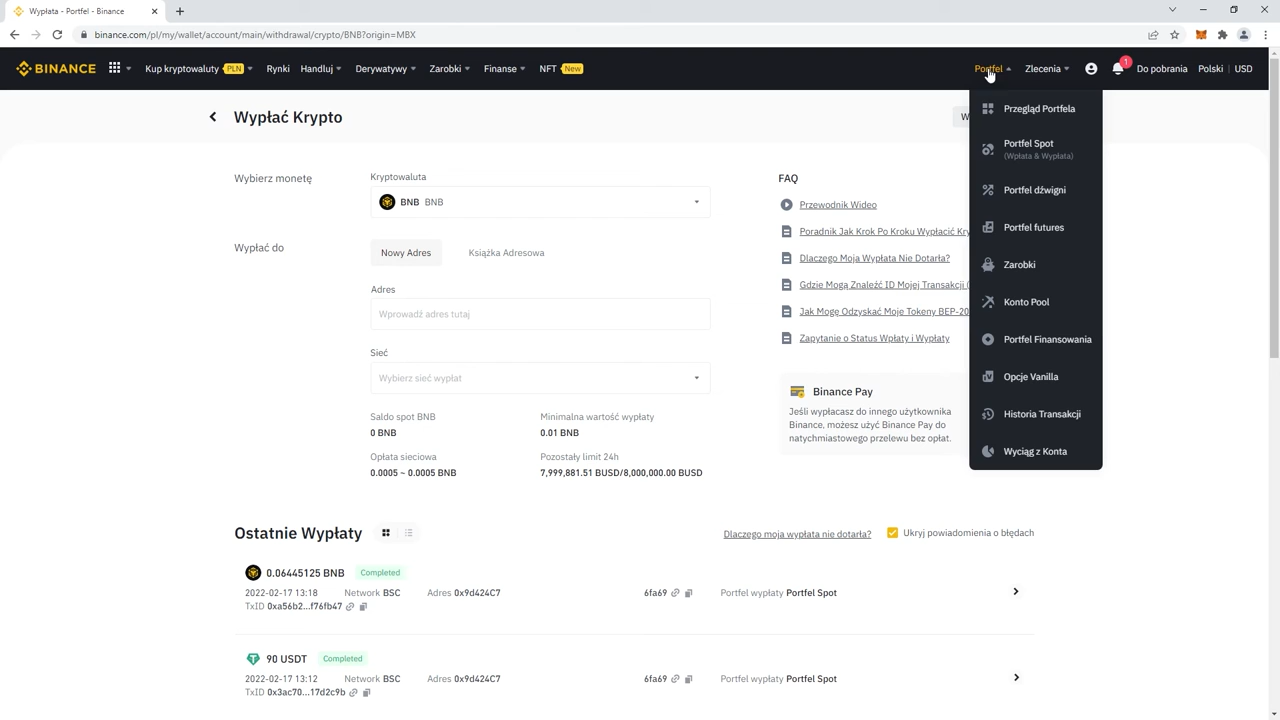 Wypłata - Portfel - Binance
binance.com/pl/my/wallet/account/main/withdrawal/crypto/BNB?origin=MBX
BINANCE Kup kryptowaluty PLN Rynki Handluj Derywatywy Zarobki Finanse NFT New Portfel Zlecenia 1 Do pobrania Polski USD
Wypłać Krypto
W
Przegląd Portfela
Portfel Spot
(Wpłata & Wypłata)
Portfel dźwigni
Portfel futures
Zarobki
Konto Pool
Portfel Finansowania
Opcje Vanilla
Historia Transakcji
Wyciąg z Konta
Wybierz monetę
Kryptowaluta
BNB BNB
Wypłać do
Nowy Adres Książka Adresowa
Adres
Wprowadź adres tutaj
Sieć
Wybierz sieć wypłat
Saldo spot BNB Minimalna wartość wypłaty
0 BNB 0.01 BNB
Opłata sieciowa Pozostały limit 24h
0.0005 ~ 0.0005 BNB 7,999,881.51 BUSD/8,000,000.00 BUSD
FAQ
Przewodnik Wideo
Poradnik Jak Krok Po Kroku Wypłacić Kry
Dlaczego Moja Wypłata Nie Dotarła?
Gdzie Mogą Znaleźć ID Mojej Transakcji (
Jak Mogę Odzyskać Moje Tokeny BEP-20
Zapytanie o Status Wpłaty i Wypłaty
Binance Pay
Jeśli wypłacasz do innego użytkownika
Binance, możesz użyć Binance Pay do
natychmiastowego przelewu bez opłat.
Ostatnie Wypłaty Dlaczego moja wypłata nie dotarła? Ukryj powiadomienia o błędach
0.06445125 BNB Completed
2022-02-17 13:18 Network BSC Adres 0x9d424C7 6fa69 Portfel wypłaty Portfel Spot
TxID 0xa56b2...f76fb47
90 USDT Completed
2022-02-17 13:12 Network BSC Adres 0x9d424C7 6fa69 Portfel wypłaty Portfel Spot
TxID 0x3ac70...17d2c9b